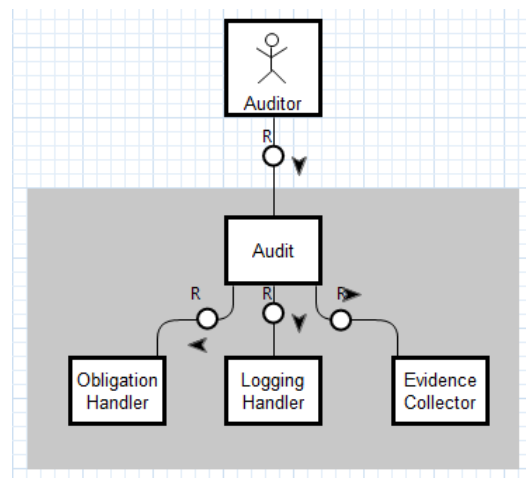 Auditor
R
Audit
R
R
R
Obligation
Handler
Logging
Handler
Evidence
Collector